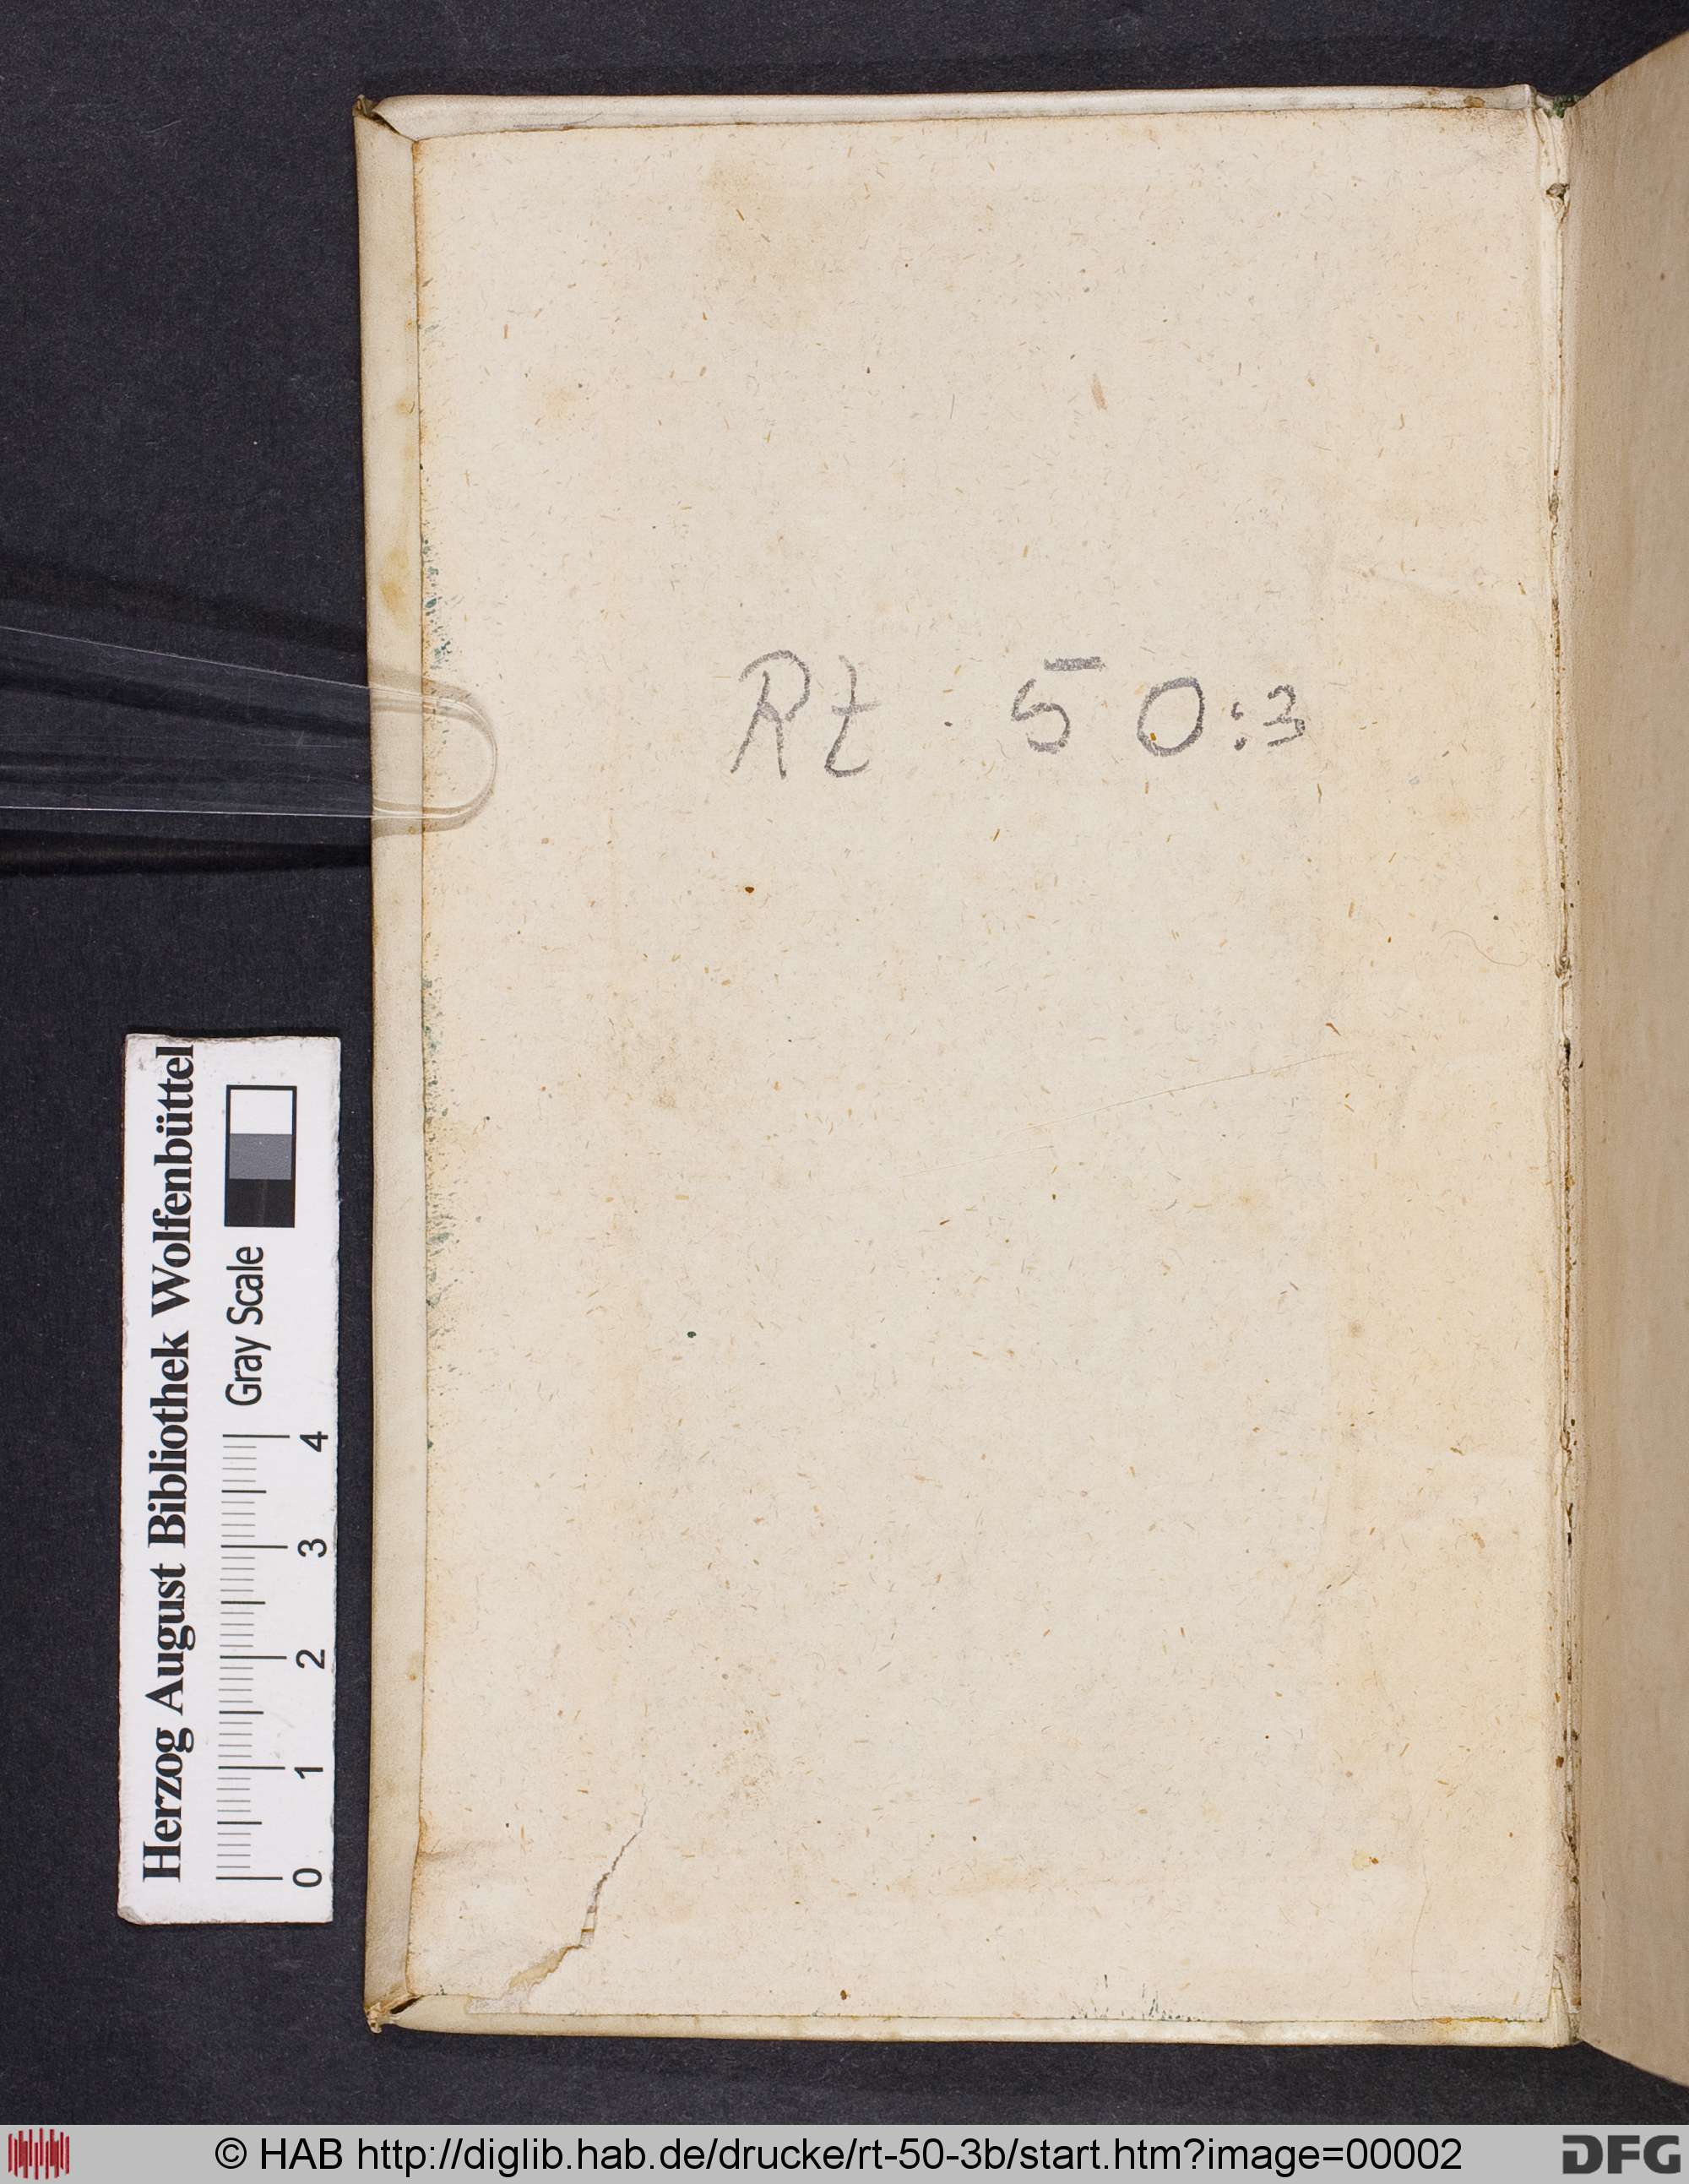 Rt 50:3
Herzog August Bibliothek Wolfenbüttel
Gray Scale
0 1 2 3 4
© HAB http://diglib.hab.de/drucke/rt-50-3b/start.htm?image=00002
DFG